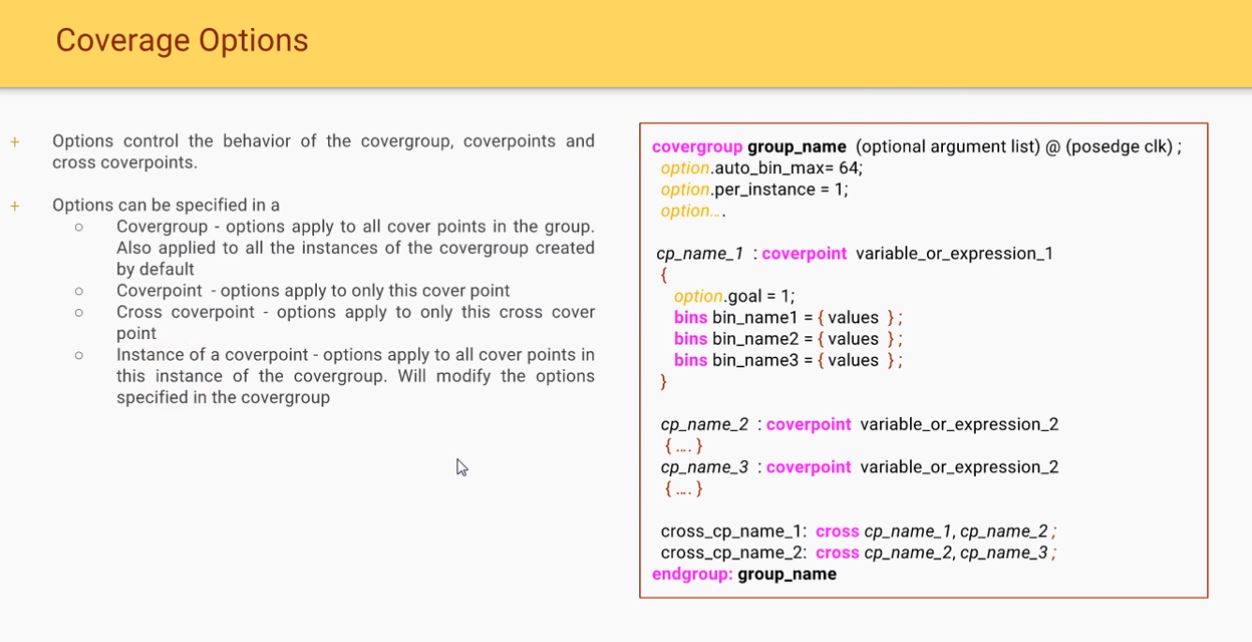 Coverage Options
+ Options control the behavior of the covergroup, coverpoints and
cross coverpoints.
+ Options can be specified in a
○ Covergroup - options apply to all cover points in the group.
Also applied to all the instances of the covergroup created
by default
○ Coverpoint - options apply to only this cover point
○ Cross coverpoint - options apply to only this cross cover
point
○ Instance of a coverpoint - options apply to all cover points in
this instance of the covergroup. Will modify the options
specified in the covergroup
covergroup group_name (optional argument list) @ (posedge clk) ;
option.auto_bin_max= 64;
option.per_instance = 1;
option....
cp_name_1 : coverpoint variable_or_expression_1
{
option.goal = 1;
bins bin_name1 = { values } ;
bins bin_name2 = { values } ;
bins bin_name3 = { values } ;
}
cp_name_2 : coverpoint variable_or_expression_2
{ .... }
cp_name_3 : coverpoint variable_or_expression_2
{ .... }
cross_cp_name_1: cross cp_name_1, cp_name_2 ;
cross_cp_name_2: cross cp_name_2, cp_name_3 ;
endgroup: group_name